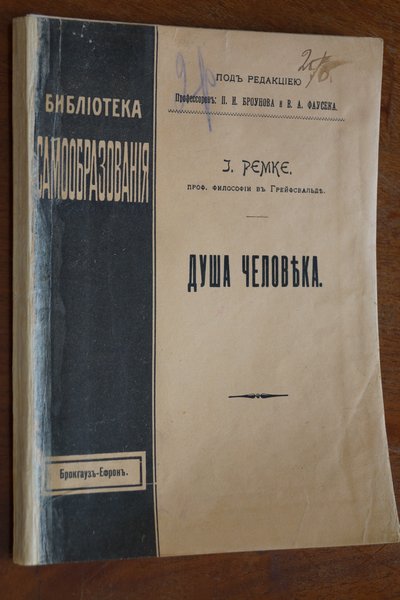 БИБЛІОТЕКА
САМООБРАЗОВАНІЯ
Брокгаузъ-Ефронъ.
ПОДЪ РЕДАКЦІЕЮ
Профессоровъ: П. И. БРОУНОВА и В. А. ФАУСЕКА.
І. РЕМКЕ.
ПРОФ. ФИЛОСОФІИ ВЪ ГРЕЙФСВАЛЬДѢ.
ДУША ЧЕЛОВѢКА.